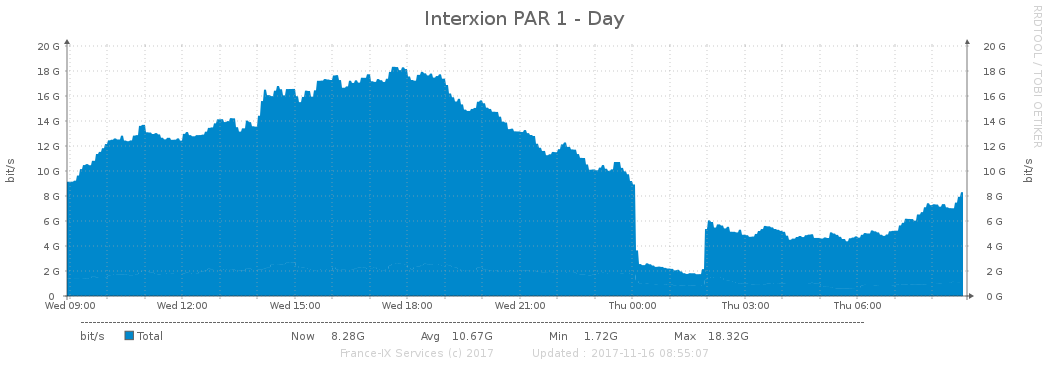 Interxion PAR 1 - Day
RRDTOOL / TOBI OETIKER
bit/s
20 G 20 G
18 G 18 G
16 G 16 G
14 G 14 G
12 G 12 G
10 G 10 G
8 G 8 G
6 G 6 G
4 G 4 G
2 G 2 G
0 0 G
bit/s
Wed 09:00 Wed 12:00 Wed 15:00 Wed 18:00 Wed 21:00 Thu 00:00 Thu 03:00 Thu 06:00
bit/s Total Now 8.28G Avg 10.67G Min 1.72G Max 18.32G
France-IX Services (c) 2017 Updated : 2017-11-16 08:55:07